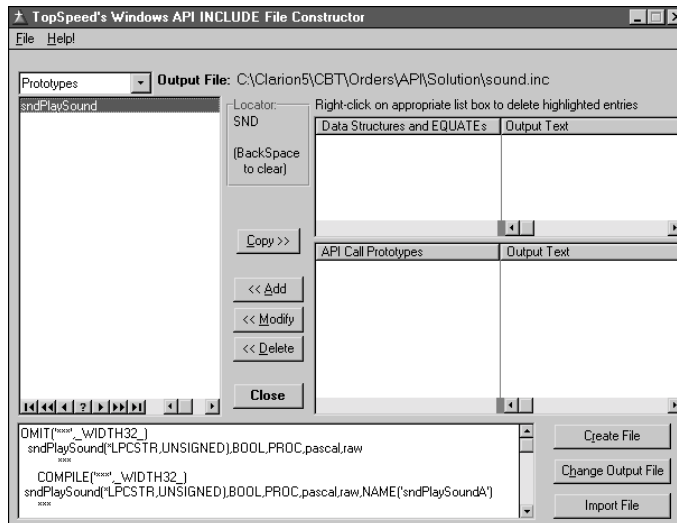 TopSpeed's Windows API INCLUDE File Constructor
File Help!
Prototypes
Output File: C:\Clarion5\CBT\Orders\API\Solution\sound.inc
sndPlaySound
Locator:
SND
(BackSpace
to clear)
Right-click on appropriate list box to delete highlighted entries
Data Structures and EQUATEs Output Text
Copy >>
API Call Prototypes Output Text
<< Add
<< Modify
<< Delete
Close
?
OMIT('***',_WIDTH32_)
sndPlaySound(*LPCSTR,UNSIGNED),BOOL,PROC,pascal,raw
***
COMPILE('***',_WIDTH32_)
sndPlaySound(*LPCSTR,UNSIGNED),BOOL,PROC,pascal,raw,NAME('sndPlaySoundA')
***
Create File
Change Output File
Import File